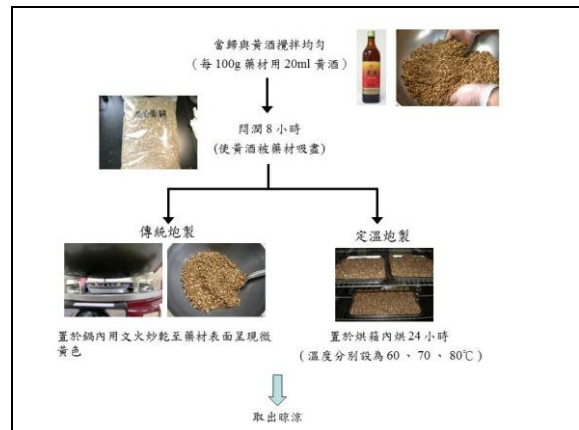 當歸與黃酒攪拌均勻
(每100g藥材用20ml黃酒)
悶潤8小時
(使黃酒被藥材吸盡)
傳統炮製
定溫炮製
置於鍋內用文火炒乾至藥材表面呈現微
黃色
置於烘箱內烘24小時
(溫度分別設為60、70、80℃)
取出晾涼